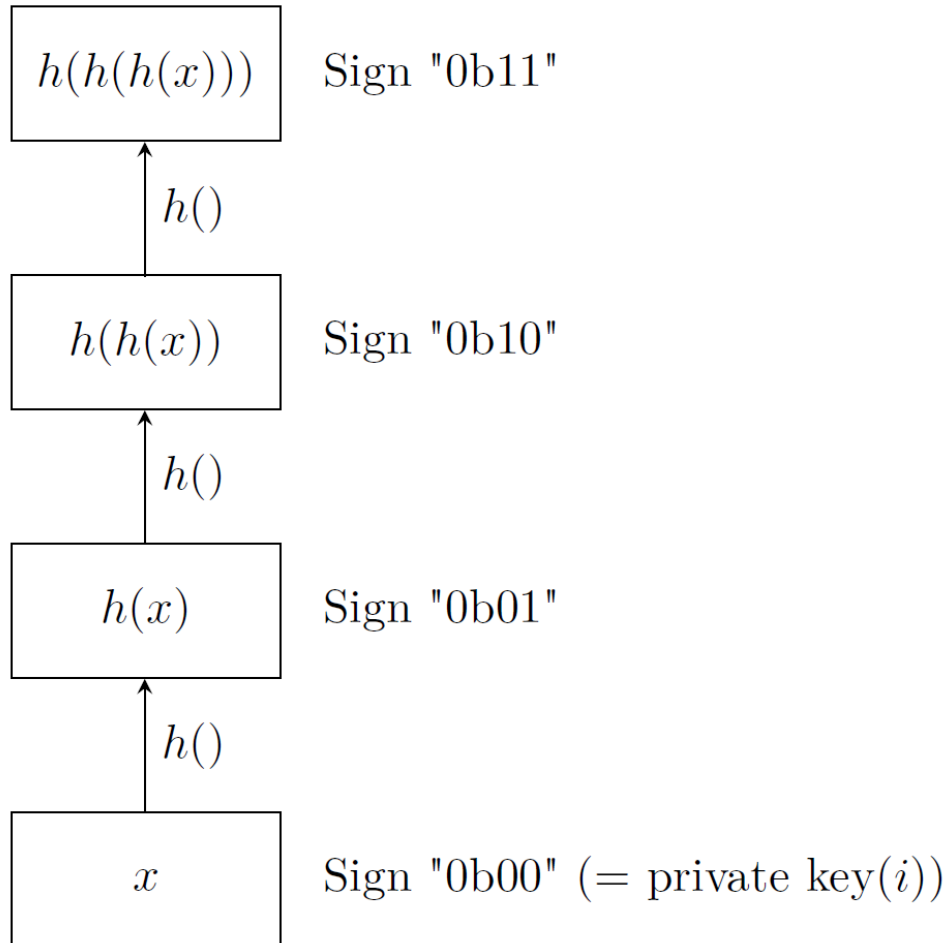 h(h(h(x))) Sign "0b11"
h()
h(h(x)) Sign "0b10"
h()
h(x) Sign "0b01"
h()
x Sign "0b00" (= private key(i))